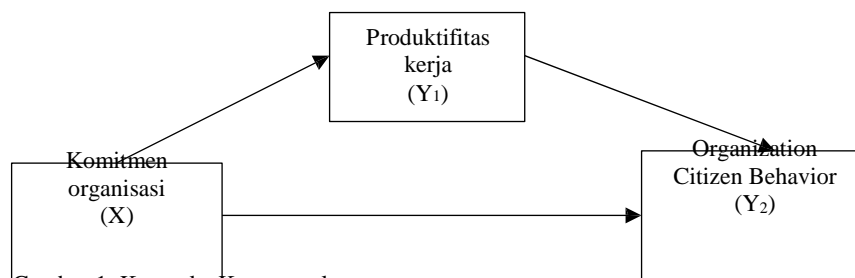 Produktifitas
kerja
(Y1)
Komitmen
organisasi
(X)
Organization
Citizen Behavior
(Y2)